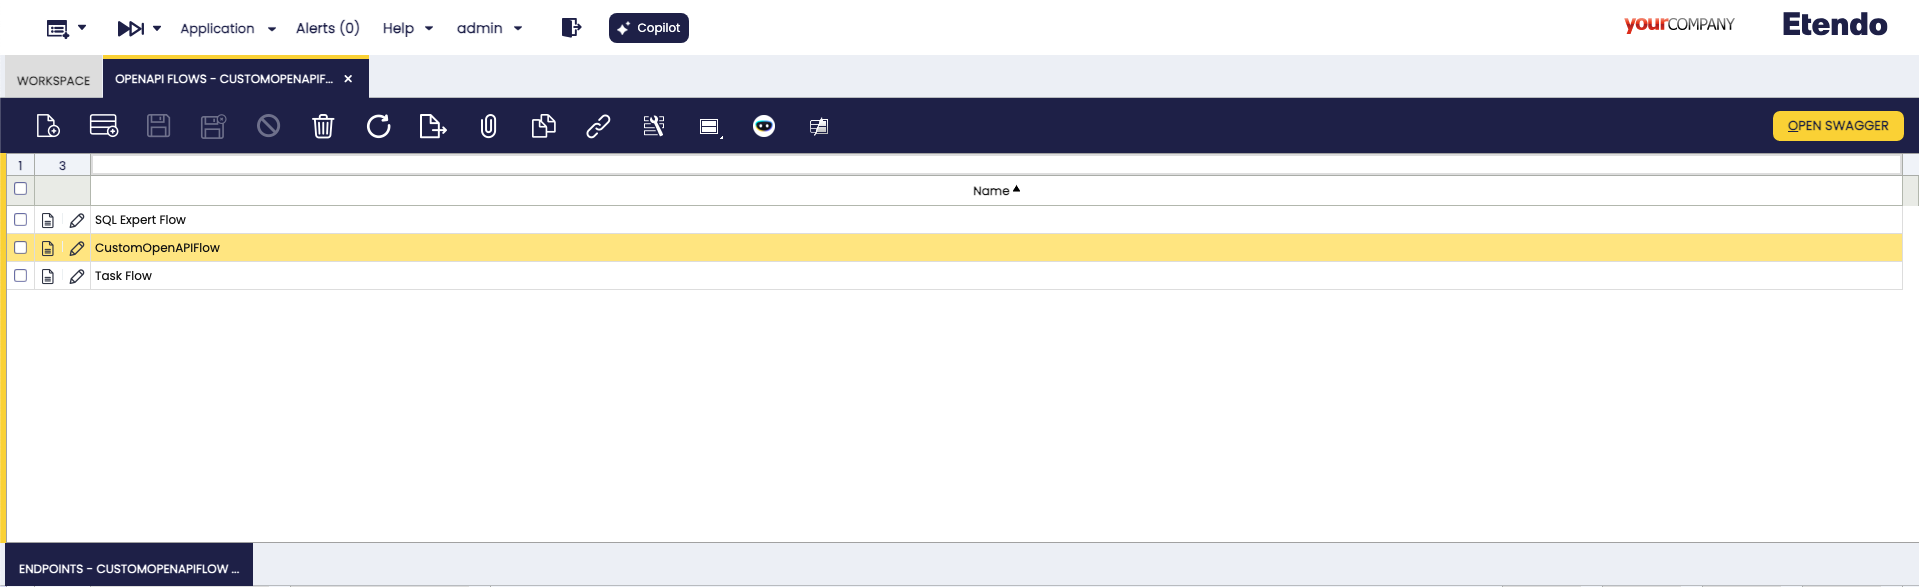 Application Alerts (0) Help admin Copilot yourCOMPANY Etendo
WORKSPACE OPENAPI FLOWS - CUSTOMOPENAPIF... ×
OPEN SWAGGER
1 3
Name
SQL Expert Flow
CustomOpenAPIFlow
Task Flow
ENDPOINTS - CUSTOMOPENAPIFLOW ...